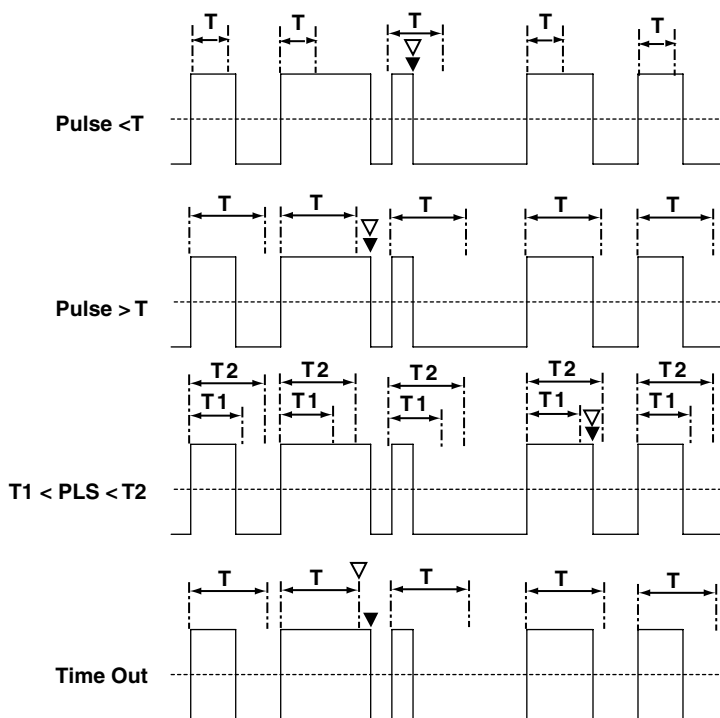 T T T T T
Pulse <T
T T T T T
Pulse > T
T2 T2 T2 T2 T2
T1 T1 T1 T1 T1
T1 < PLS < T2
T T T T T
Time Out